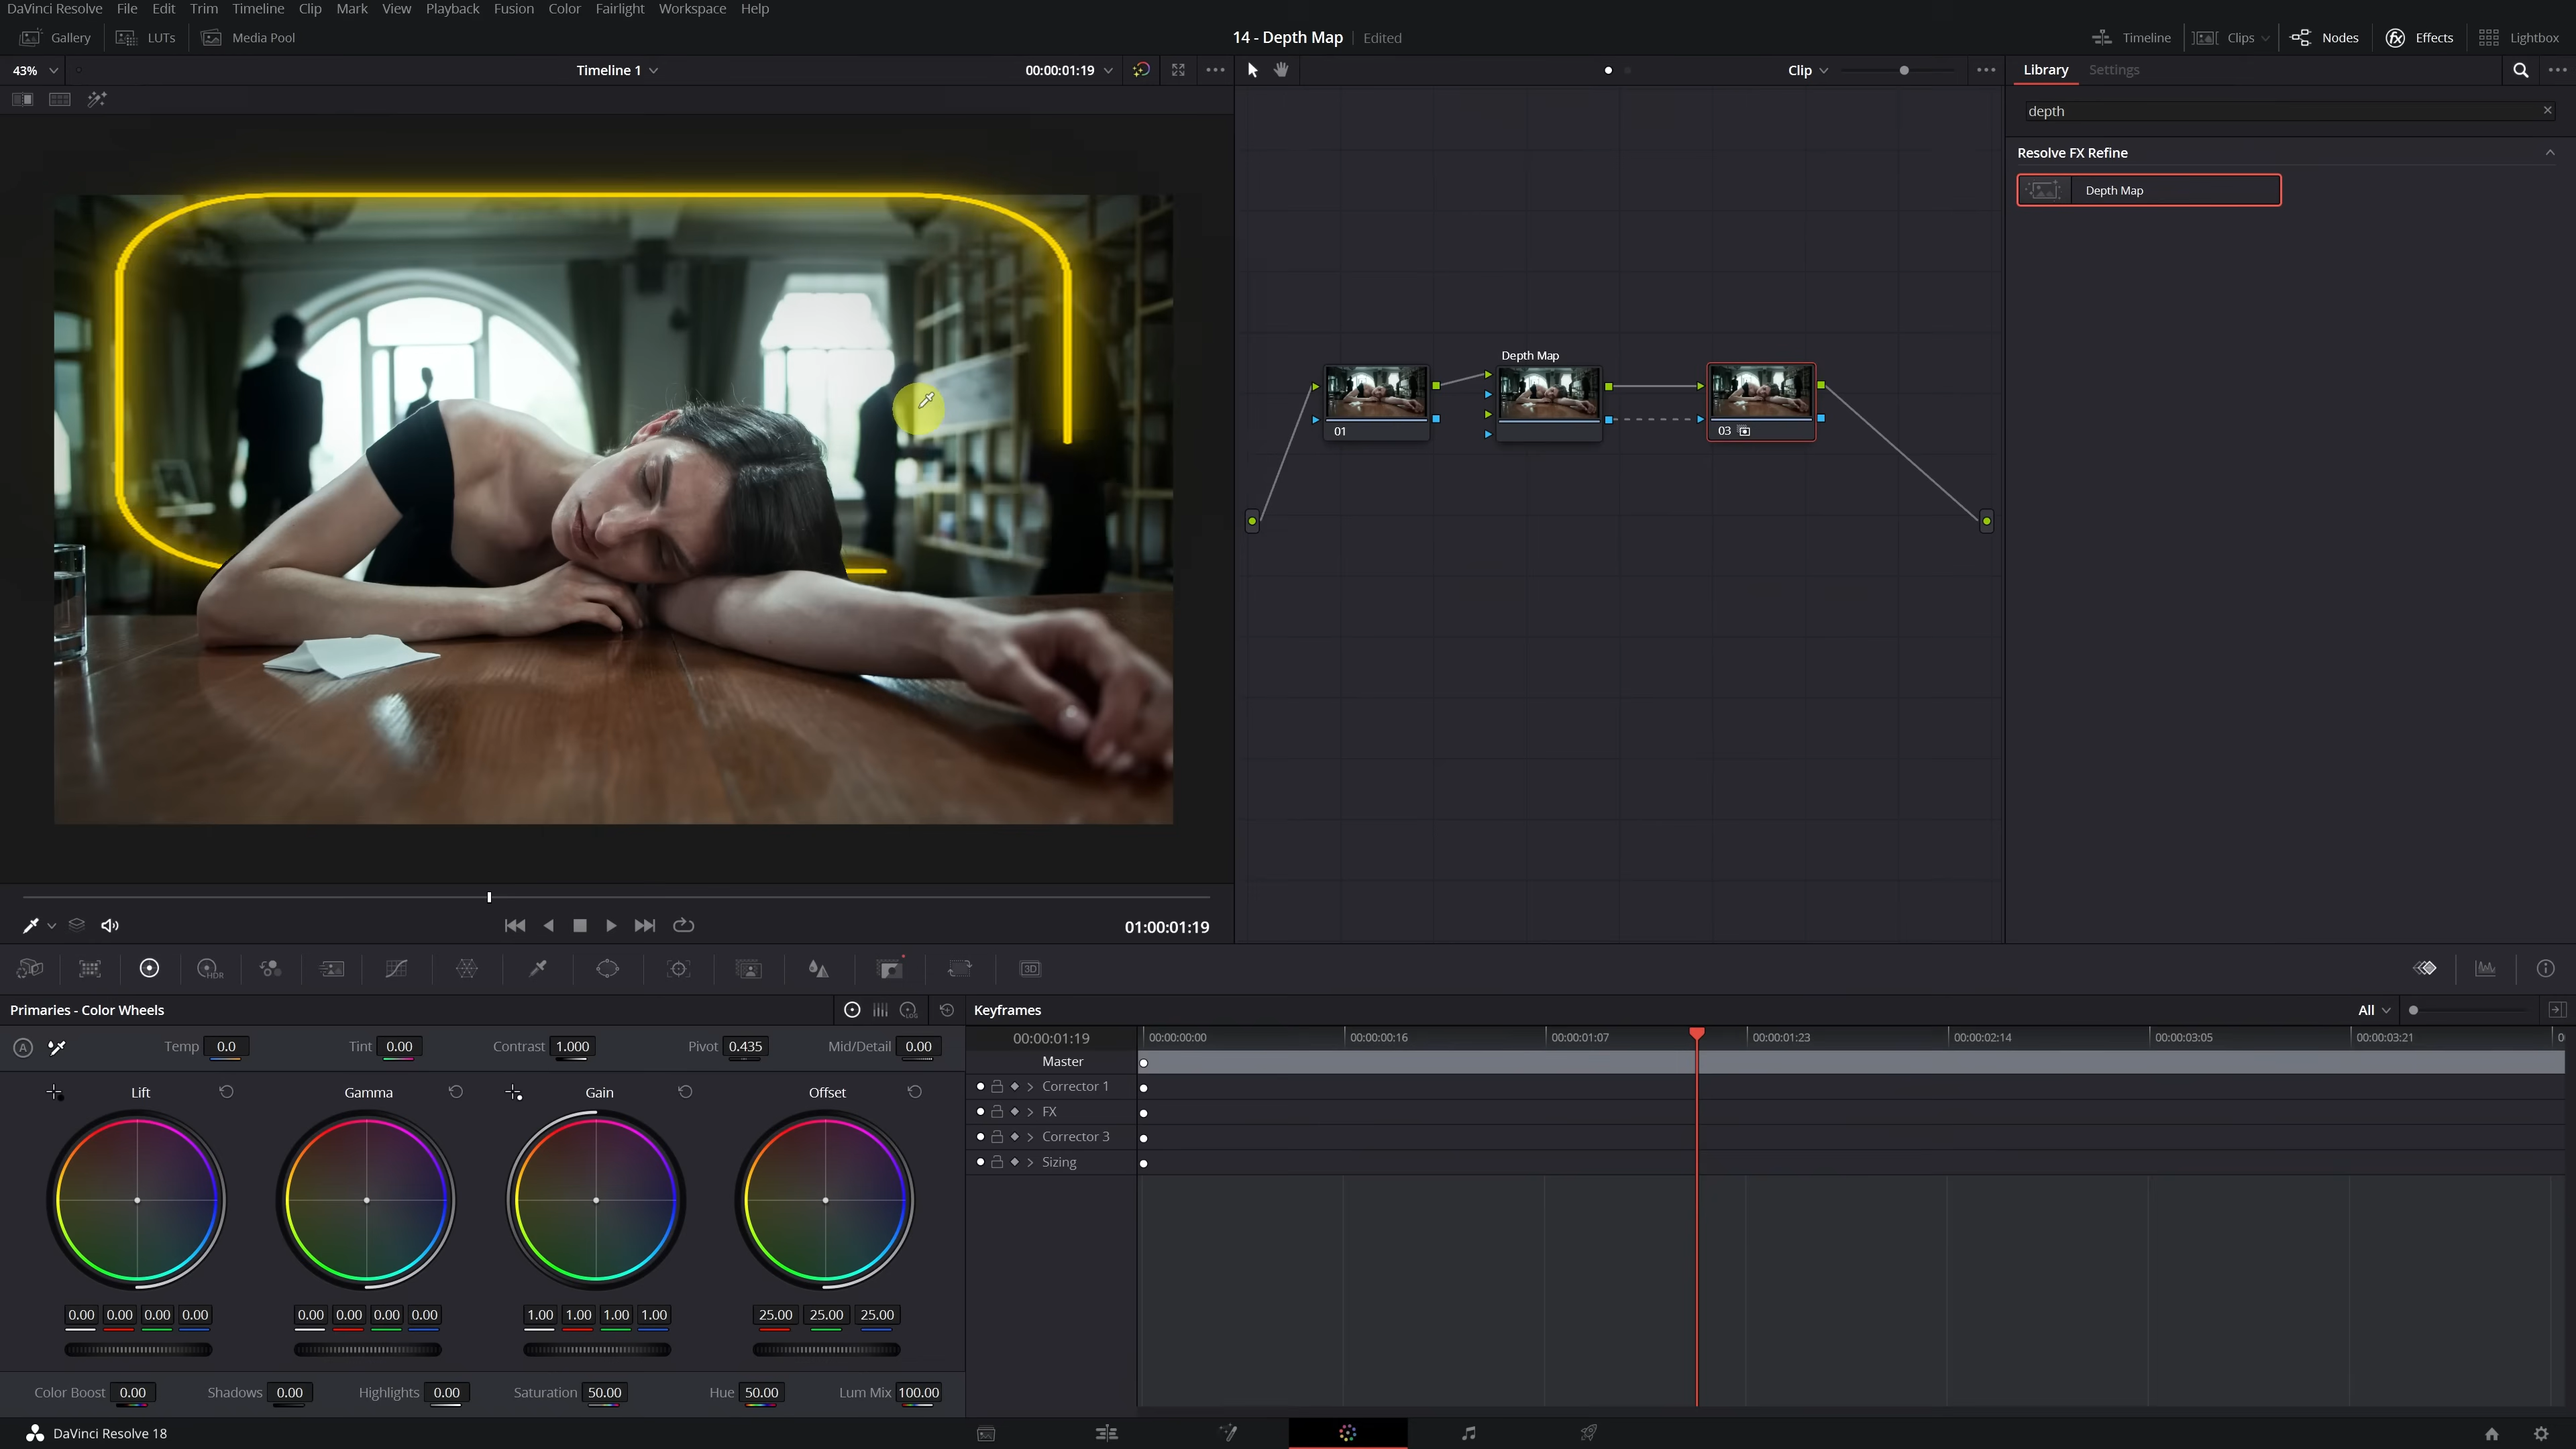 DaVinci Resolve File Edit Trim Timeline Clip Mark View Playback Fusion Color Fairlight Workspace Help
Gallery LUTs Media Pool 14 - Depth Map Edited Timeline Clips Nodes Effects Lightbox
43% Timeline 1 00:00:01:19 Clip Library Settings
depth
Resolve FX Refine
Depth Map
Depth Map
01
03
01:00:01:19
HDR
3D
Primaries - Color Wheels
LOG
Keyframes
All
A Temp 0.0 Tint 0.00 Contrast 1.000 Pivot 0.435 Mid/Detail 0.00
00:00:01:19 00:00:00:00 00:00:00:16 00:00:01:07 00:00:01:23 00:00:02:14 00:00:03:05 00:00:03:21 0
Master
Lift Gamma Gain Offset
Corrector 1
FX
Corrector 3
Sizing
0.00 0.00 0.00 0.00 0.00 0.00 0.00 0.00 1.00 1.00 1.00 1.00 25.00 25.00 25.00
Color Boost 0.00 Shadows 0.00 Highlights 0.00 Saturation 50.00 Hue 50.00 Lum Mix 100.00
DaVinci Resolve 18